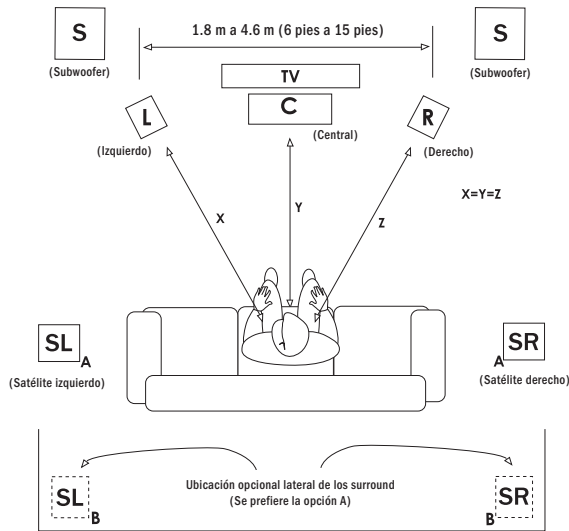 S
1.8 m a 4.6 m (6 pies a 15 pies)
S
(Subwoofer)
TV
(Subwoofer)
L
C
R
(Izquierdo)
(Central)
(Derecho)
X
Y
Z
X=Y=Z
SL
A
A
SR
(Satélite izquierdo)
(Satélite derecho)
SL
B
Ubicación opcional lateral de los surround
(Se prefiere la opción A)
B
SR